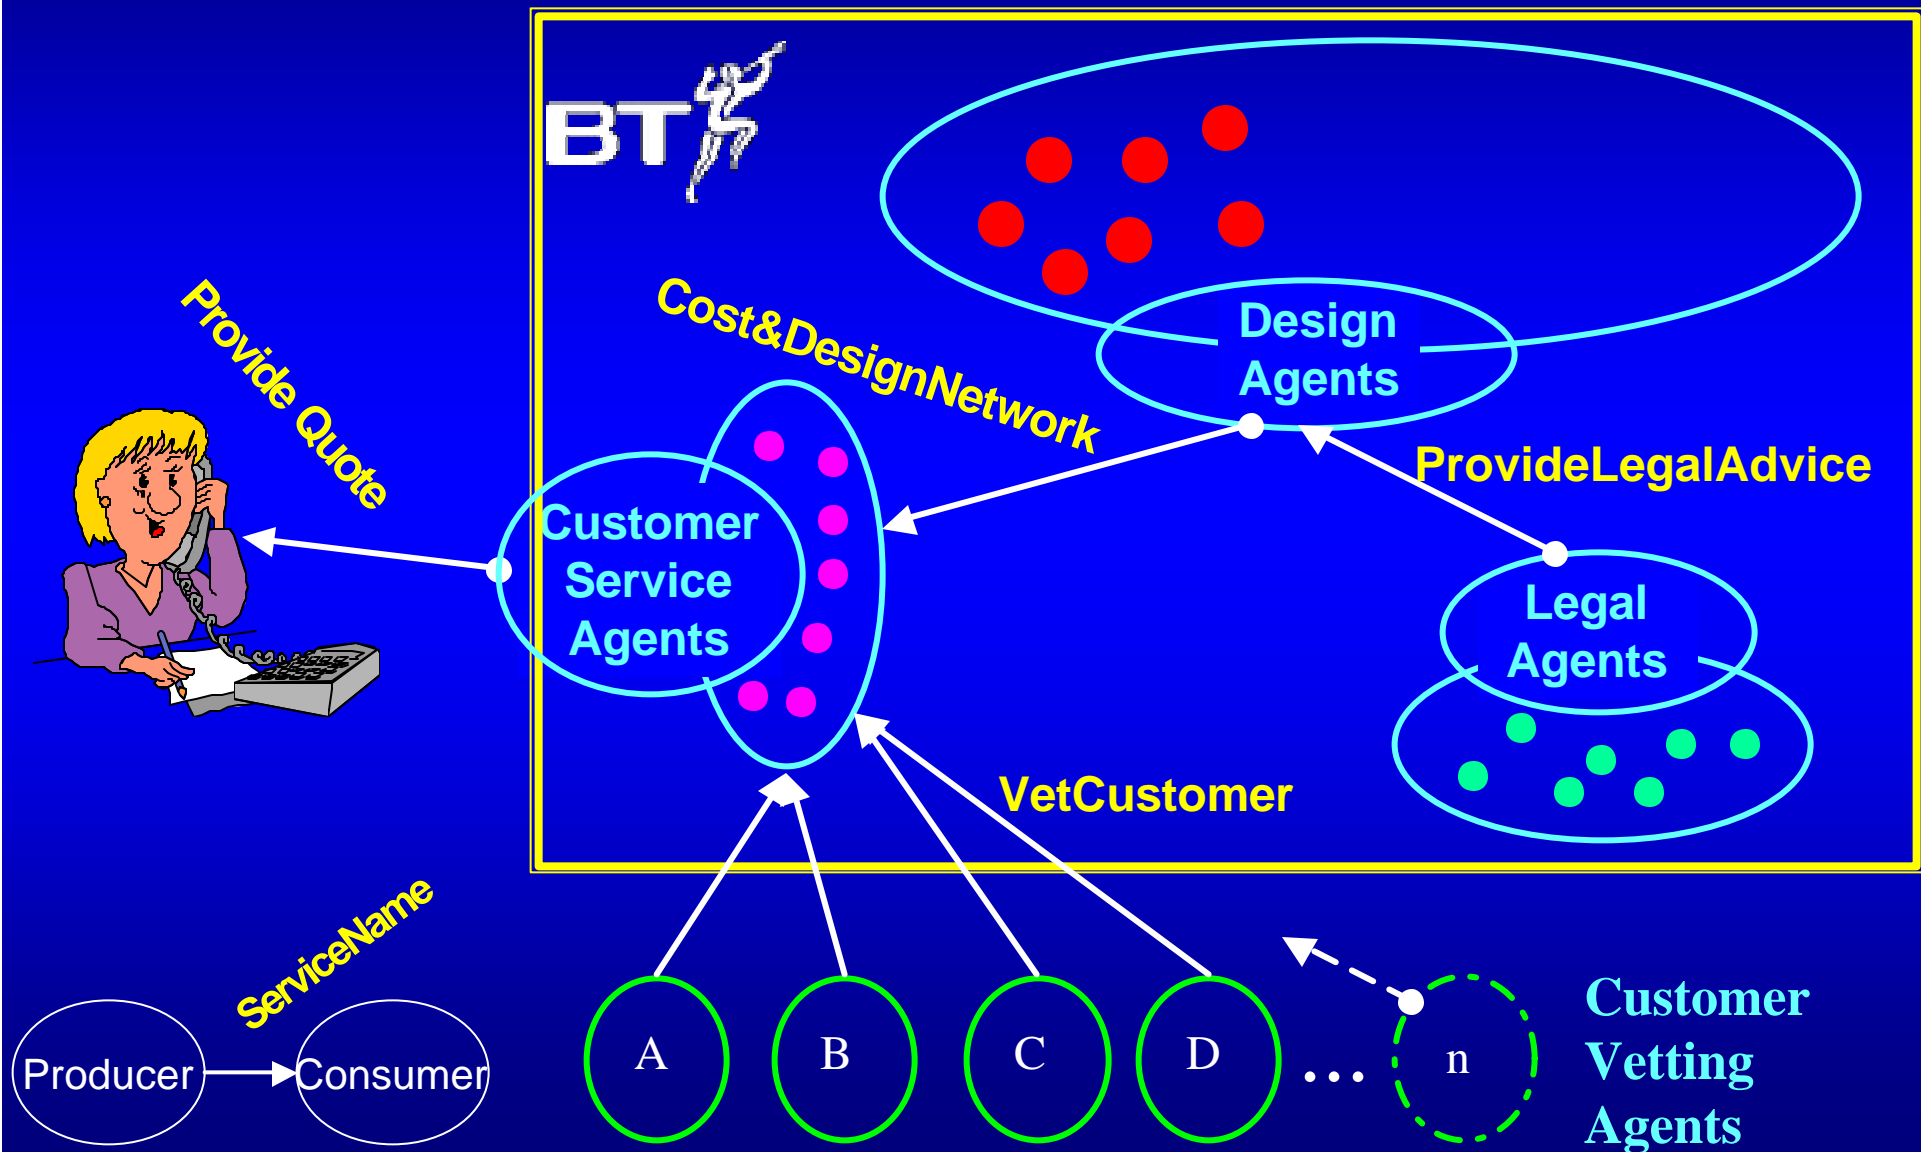 BT
Provide Quote
Cost&DesignNetwork
Design
Agents
ProvideLegalAdvice
Customer
Service
Agents
Legal
Agents
VetCustomer
ServiceName
Producer
Consumer
A
B
C
D
...
n
Customer
Vetting
Agents